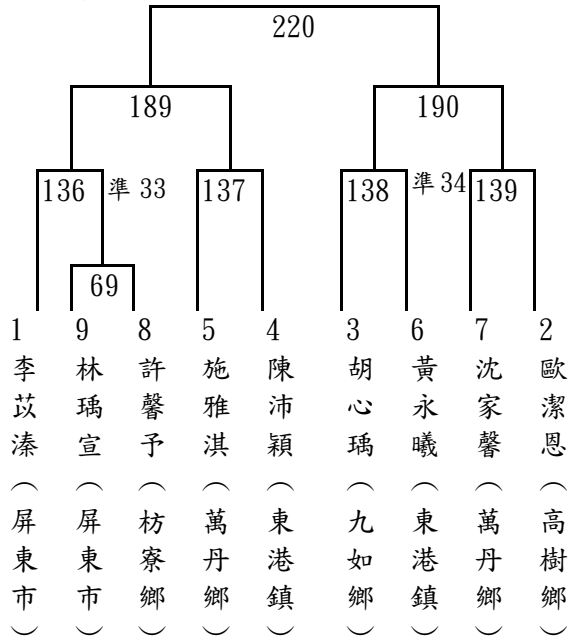 220
189
190
136
準 33
137
138
準 34
139
69
1 李苡溱（屏東市）
9 林瑀宣（屏東市）
8 許馨予（枋寮鄉）
5 施雅淇（萬丹鄉）
4 陳沛穎（東港鎮）
3 胡心瑀（九如鄉）
6 黃永曦（東港鎮）
7 沈家馨（萬丹鄉）
2 歐潔恩（高樹鄉）